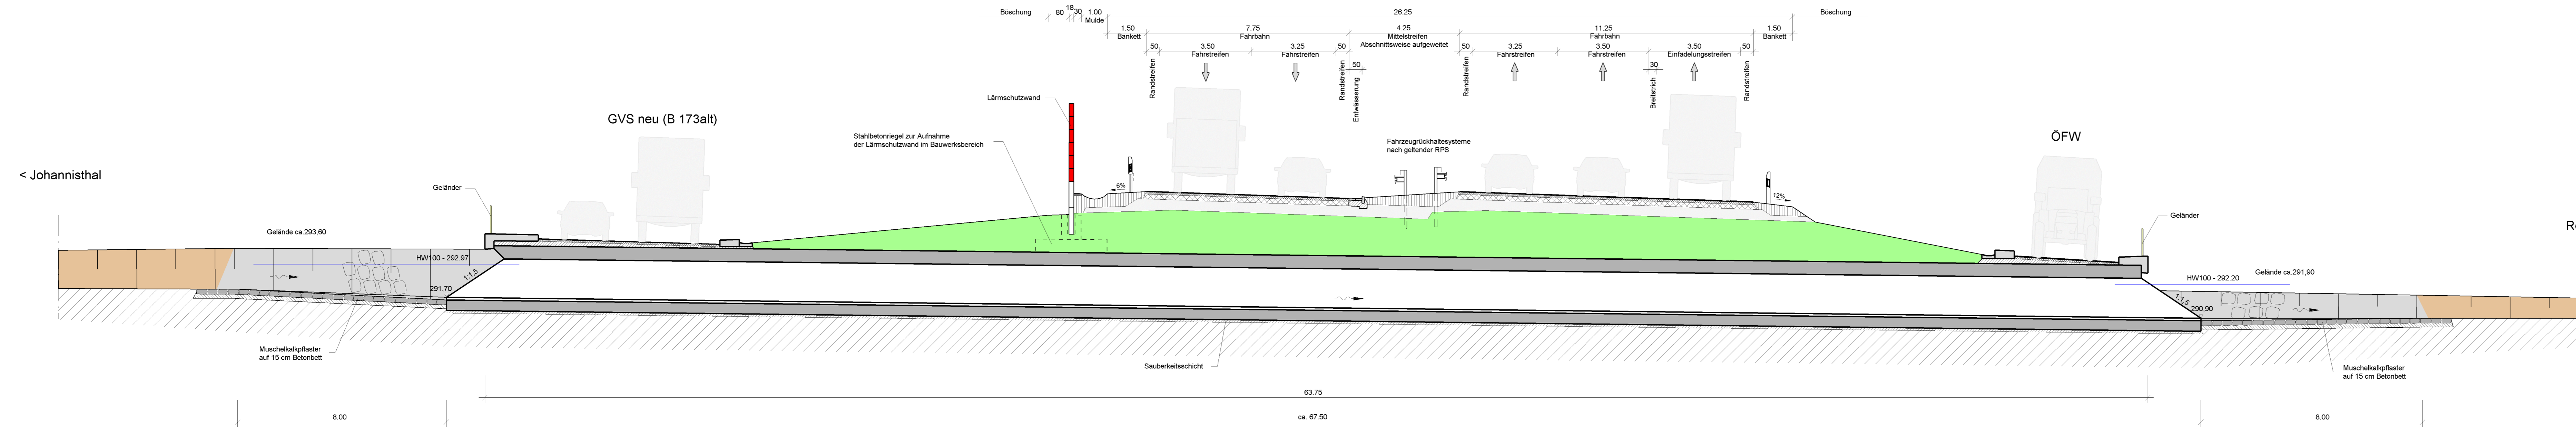 Böschung
80
18
30
1.00
Mulde
26.25
Böschung
1.50
Bankett
7.75
Fahrbahn
4.25
Mittelstreifen
Abschnittsweise aufgeweitet
11.25
Fahrbahn
1.50
Bankett
50
3.50
Fahrstreifen
3.25
Fahrstreifen
50
50
3.25
Fahrstreifen
3.50
Fahrstreifen
3.50
Einfädelungsstreifen
50
Randstreifen
Randstreifen
50
Entwässerung
Randstreifen
30
Breitstrich
Randstreifen
Lärmschutzwand
GVS neu (B 173alt)
Stahlbetonriegel zur Aufnahme
der Lärmschutzwand im Bauwerksbereich
Fahrzeugrückhaltesysteme
nach geltender RPS
ÖFW
< Johannisthal
Geländer
6%
12%
Geländer
Gelände ca.293,60
HW100 - 292.97
1:1,5
291,70
Gelände ca.291,90
HW100 - 292.20
1:1,5
290,90
Muschelkalkpflaster
auf 15 cm Betonbett
Sauberkeitsschicht
Muschelkalkpflaster
auf 15 cm Betonbett
63.75
8.00
ca. 67.50
8.00